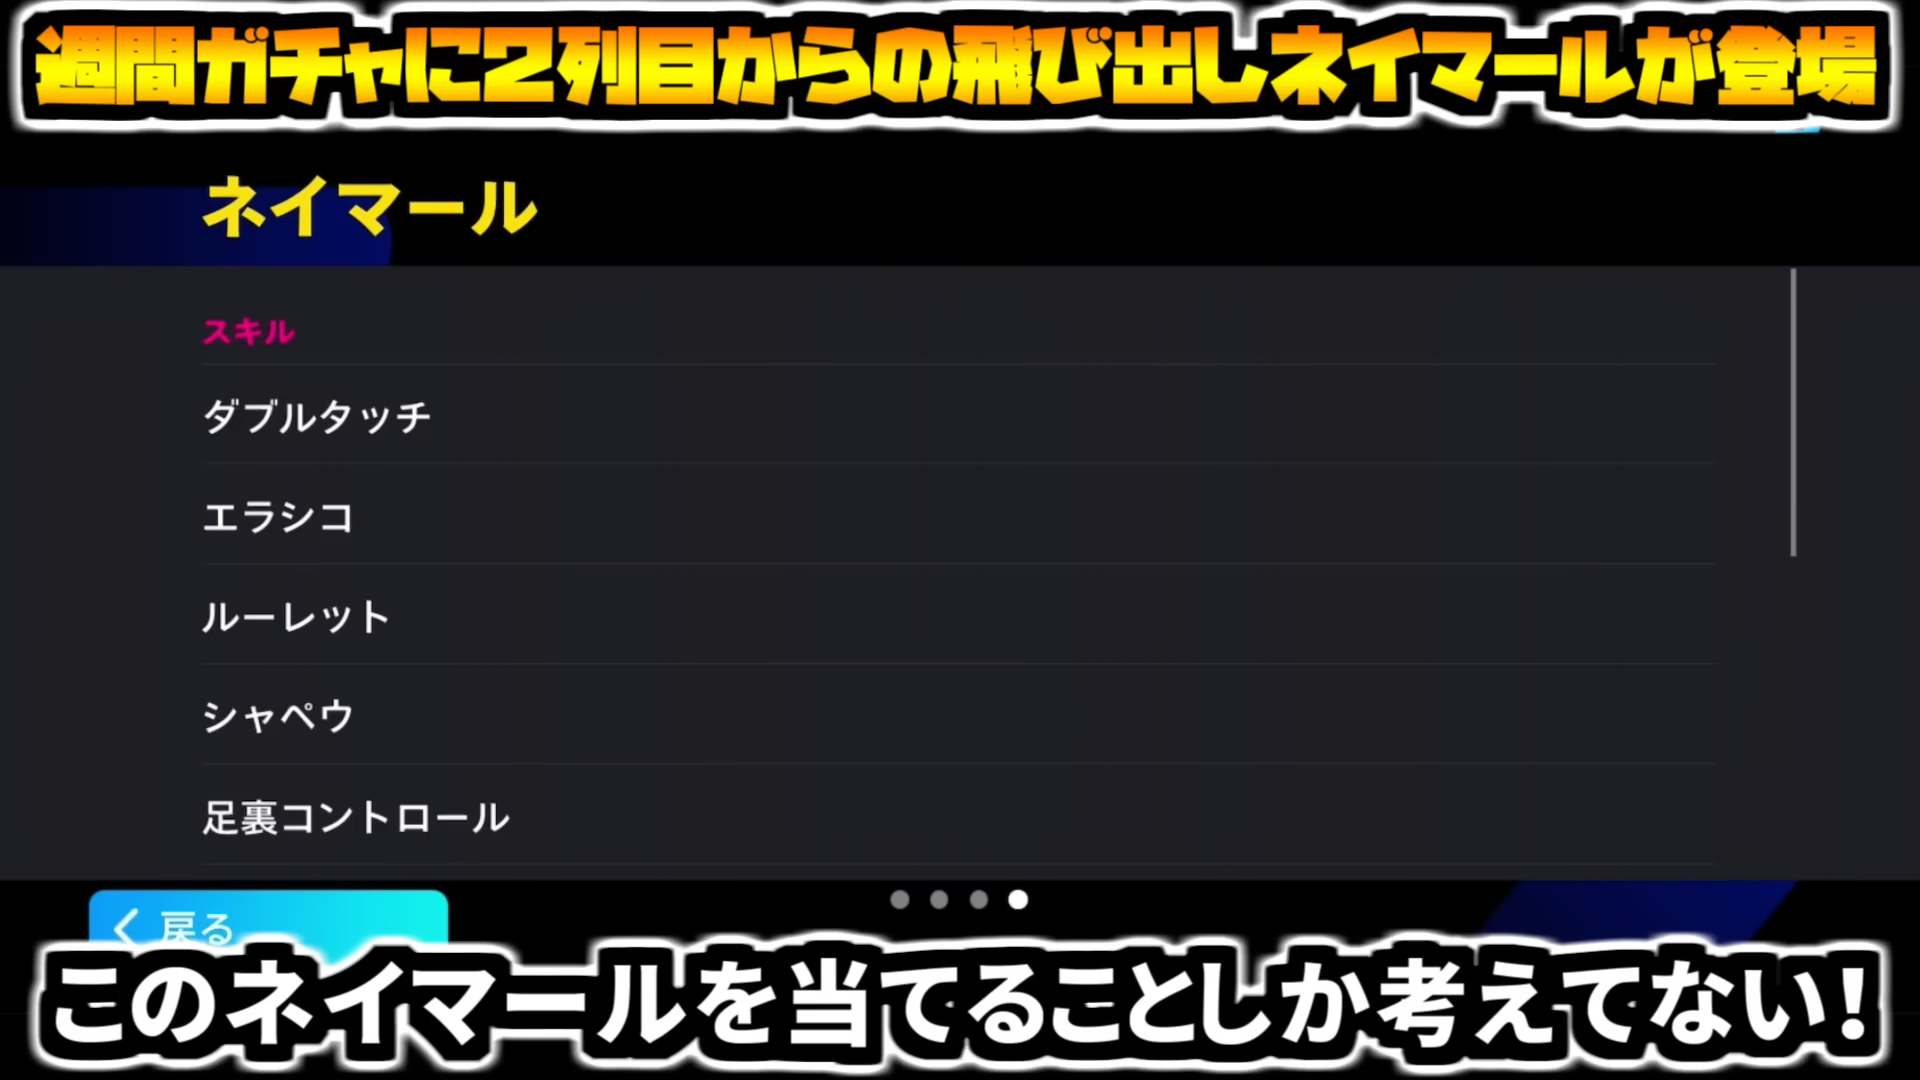 週間ガチャに2列目からの飛び出しネイマールが登場
ネイマール
スキル
ダブルタッチ
エラシコ
ルーレット
シャペウ
足裏コントロール
戻る
このネイマールを当てることしか考えてない!